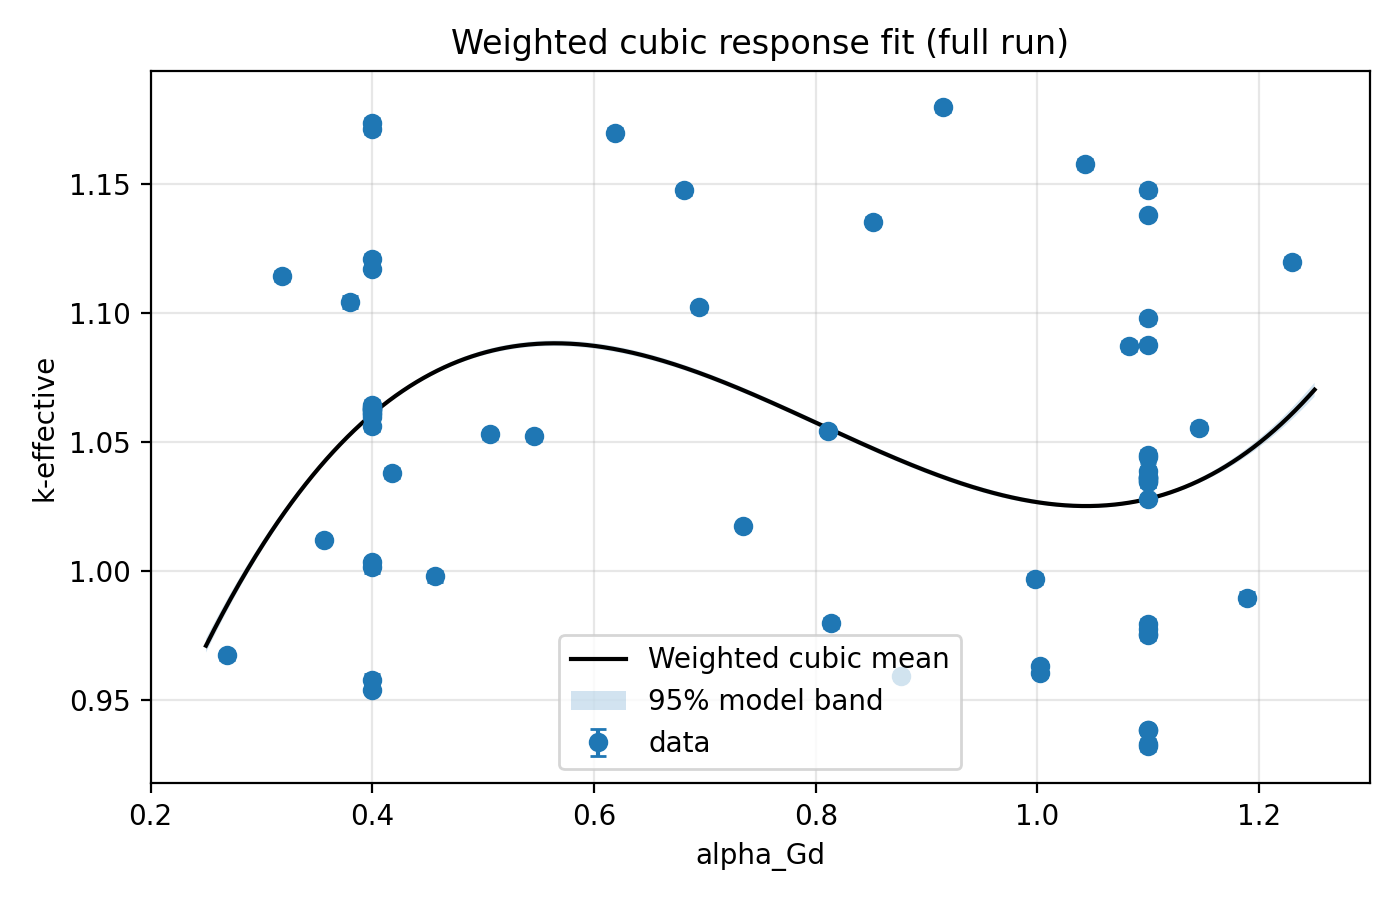 Weighted cubic response fit (full run)
k-effective
1.15
1.10
1.05
1.00
0.95
Weighted cubic mean
95% model band
data
0.2 0.4 0.6 0.8 1.0 1.2
alpha_Gd